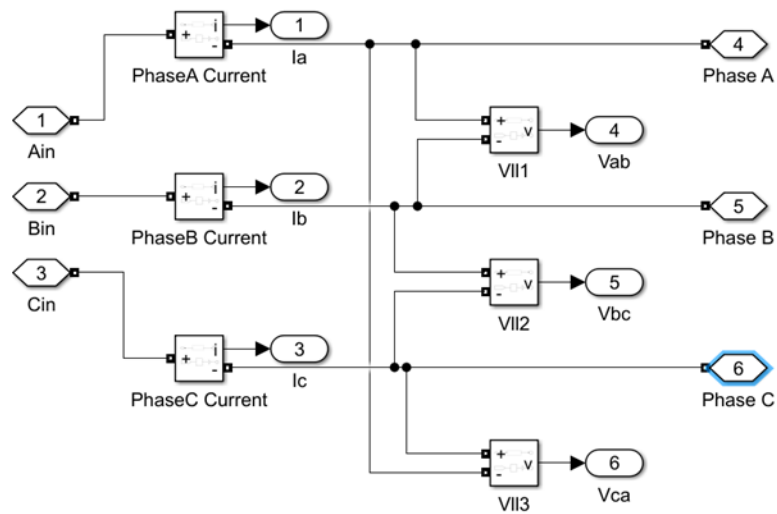 1
i
+
-
Ia
PhaseA Current
4
Phase A
1
Ain
+
-
v
Vll1
4
Vab
2
Bin
i
+
-
PhaseB Current
2
Ib
5
Phase B
3
Cin
+
-
v
Vll2
5
Vbc
i
+
-
PhaseC Current
3
Ic
6
Phase C
+
-
v
Vll3
6
Vca